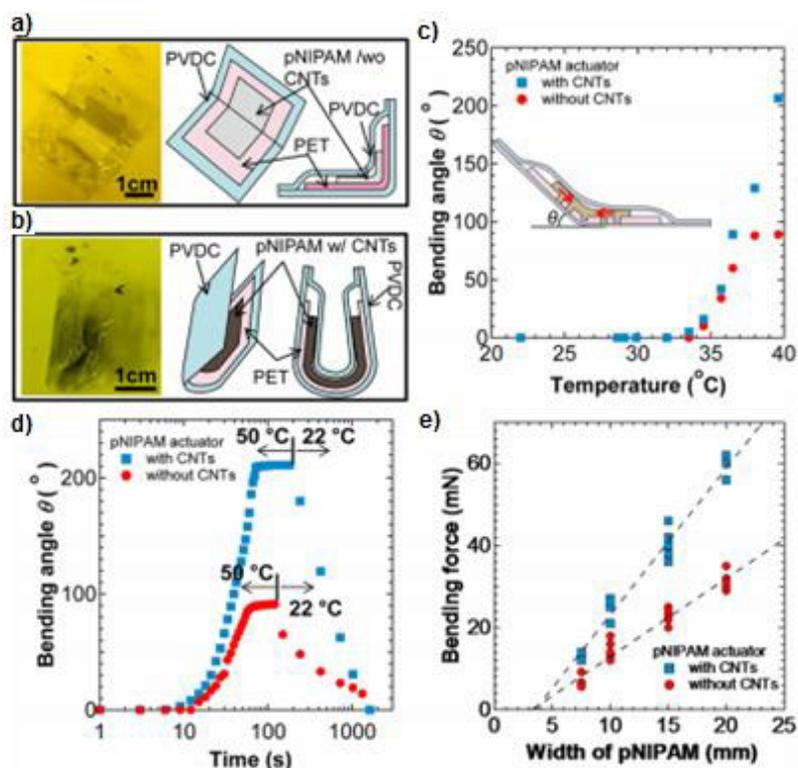 a)
PVDC
pNIPAM /wo
CNTs
PVDC
PET
1cm
b)
PVDC
pNIPAM w/ CNTs
PVDC
PET
1cm
c)
250
200
150
100
50
0
Bending angle θ (°)
pNIPAM actuator
with CNTs
without CNTs
θ
20 25 30 35 40
Temperature (°C)
d)
pNIPAM actuator
with CNTs
without CNTs
50 °C 22 °C
50 °C
22 °C
200
100
0
Bending angle θ (°)
1 10 100 1000
Time (s)
e)
60
40
20
0
Bending force (mN)
pNIPAM actuator
with CNTs
without CNTs
0 5 10 15 20 25
Width of pNIPAM (mm)